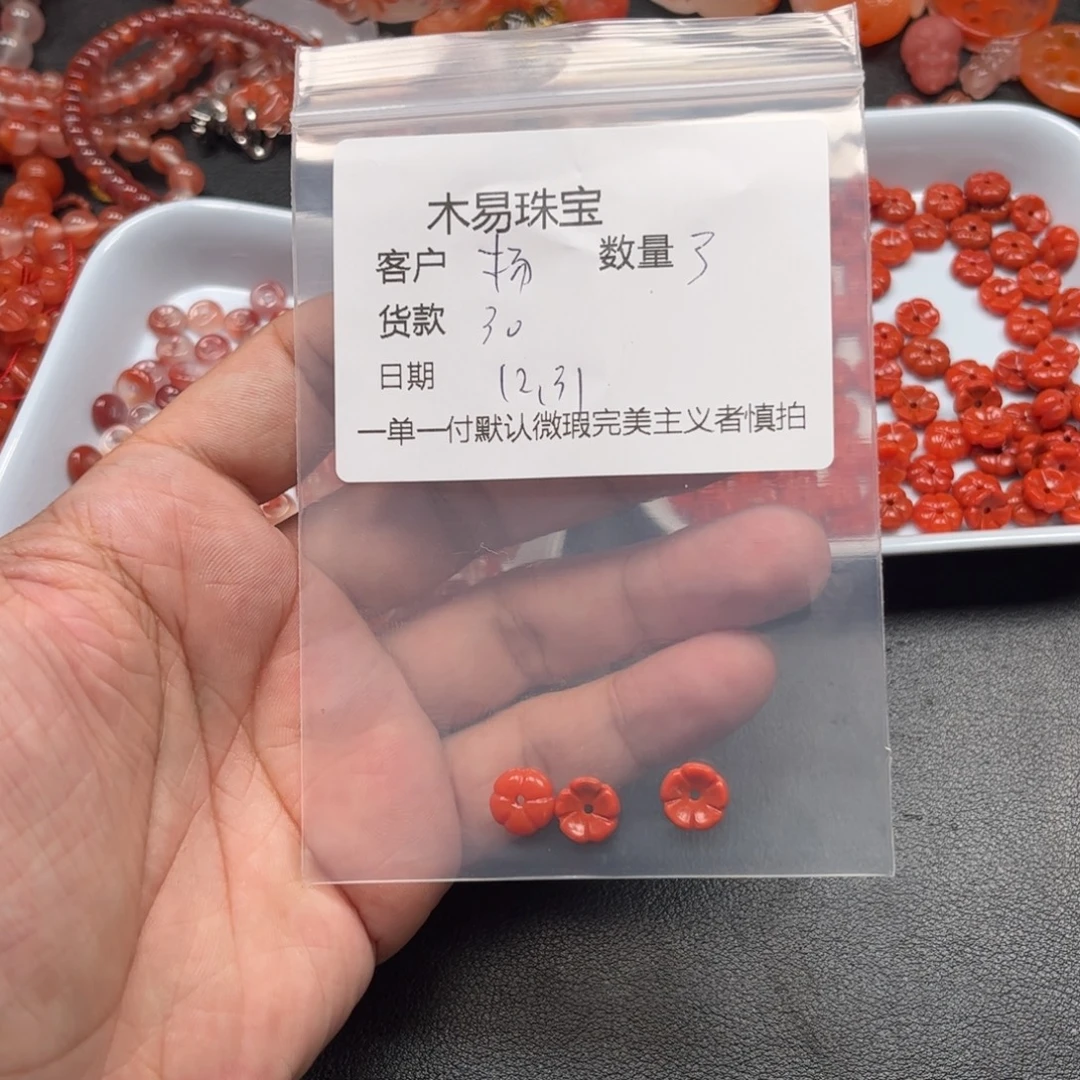 木易珠宝
客户 杨 数量 3
货款 30
日期 12,31
一单一付默认微瑕完美主义者慎拍